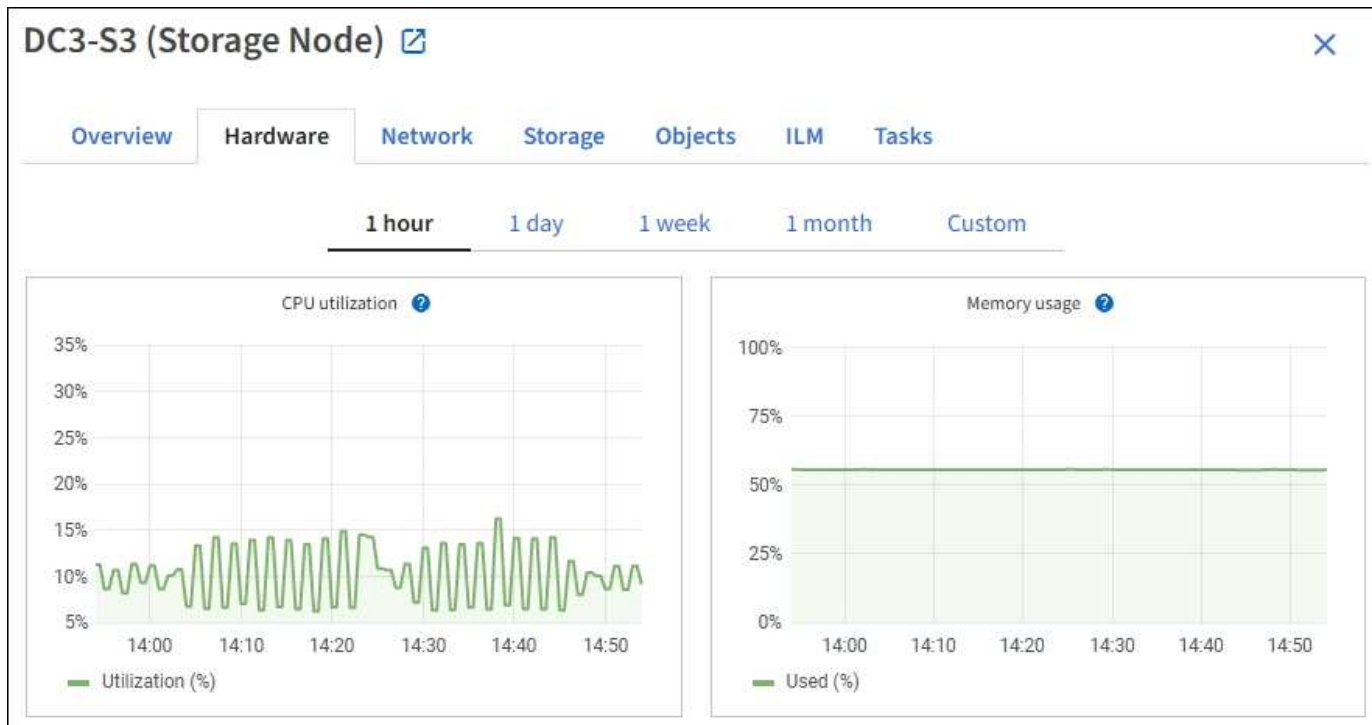 DC3-S3 (Storage Node)
Overview Hardware Network Storage Objects ILM Tasks
1 hour 1 day 1 week 1 month Custom
CPU utilization ?
35%
30%
25%
20%
15%
10%
5%
14:00 14:10 14:20 14:30 14:40 14:50
Utilization (%)
Memory usage ?
100%
75%
50%
25%
0%
14:00 14:10 14:20 14:30 14:40 14:50
Used (%)